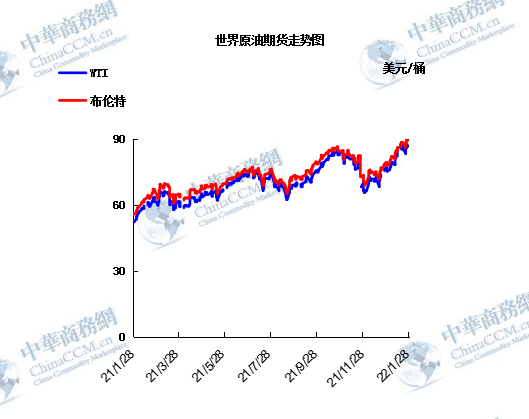 中華商務網
ChinaCCM.cn
China Commodity Marketplace
中華商務網
ChinaCCM.cn
China Commodity Marketplace
世界原油期货走势图
WTI
美元/桶
布伦特
90
60
30
0
中華商務網
ChinaCCM.cn
China Commodity Marketplace
21/1/28
21/3/28
21/5/28
21/7/28
21/9/28
21/11/28
22/1/28
中華商務網
ChinaCCM.cn
China Commodity Marketplace
中華商務網
ChinaCCM.cn
China Commodity Marketplace